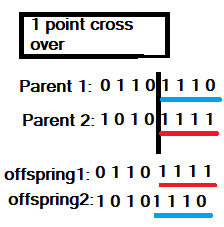 1 point cross
over
Parent 1: 0 1 1 0 1 1 1 0
Parent 2: 1 0 1 0 1 1 1 1
offspring1: 0 1 1 0 1 1 1 1
offspring2: 1 0 1 0 1 1 1 0